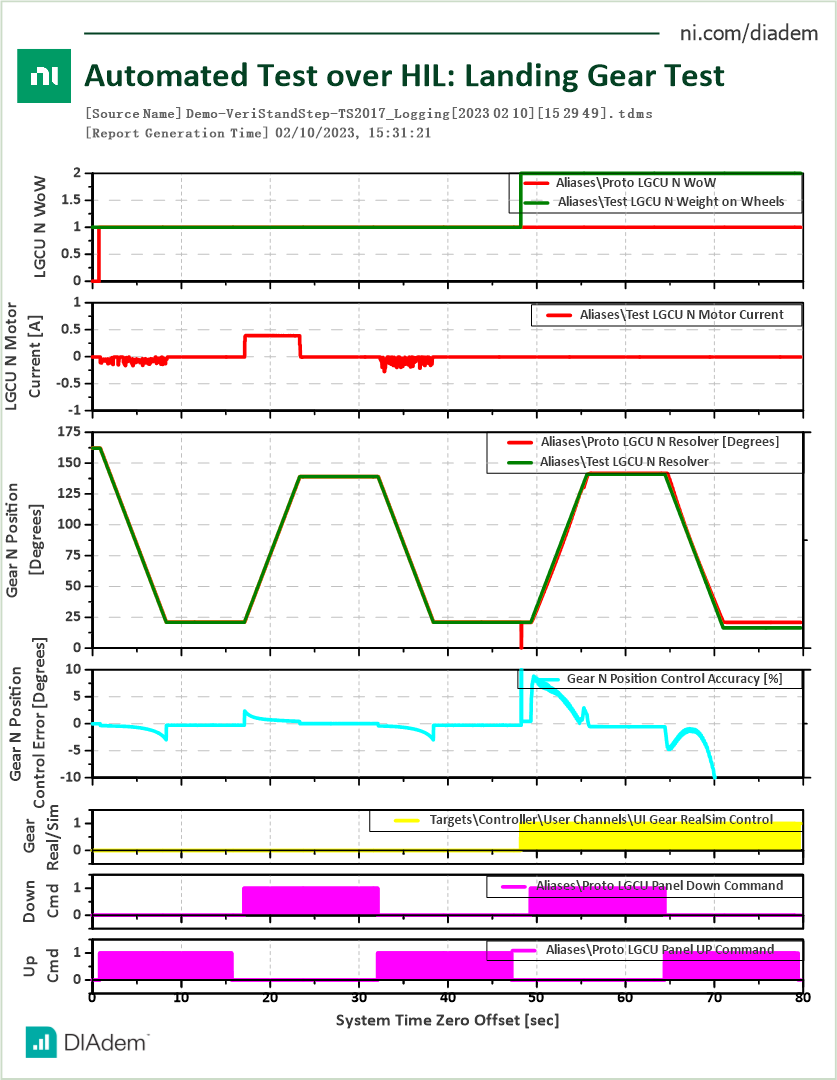 ni.com/diadem
ni
Automated Test over HIL: Landing Gear Test
[Source Name] Demo-VeriStandStep-TS2017_Logging[2023 02 10][15 29 49].tdms
[Report Generation Time] 02/10/2023, 15:31:21
LGCU N WoW
2
1.5
1
0.5
0
Aliases\Proto LGCU N WoW
Aliases\Test LGCU N Weight on Wheels
LGCU N Motor
Current [A]
1
0.5
0
-0.5
-1
Aliases\Test LGCU N Motor Current
Gear N Position
[Degrees]
175
150
125
100
75
50
25
0
Aliases\Proto LGCU N Resolver [Degrees]
Aliases\Test LGCU N Resolver
Gear N Position
Control Error [Degrees]
10
5
0
-5
-10
Gear N Position Control Accuracy [%]
Gear
Real/Sim
1
0
Targets\Controller\User Channels\UI Gear RealSim Control
Down
Cmd
1
0
Aliases\Proto LGCU Panel Down Command
Up
Cmd
1
0
Aliases\Proto LGCU Panel UP Command
0 10 20 30 40 50 60 70 80
System Time Zero Offset [sec]
DIAdem™